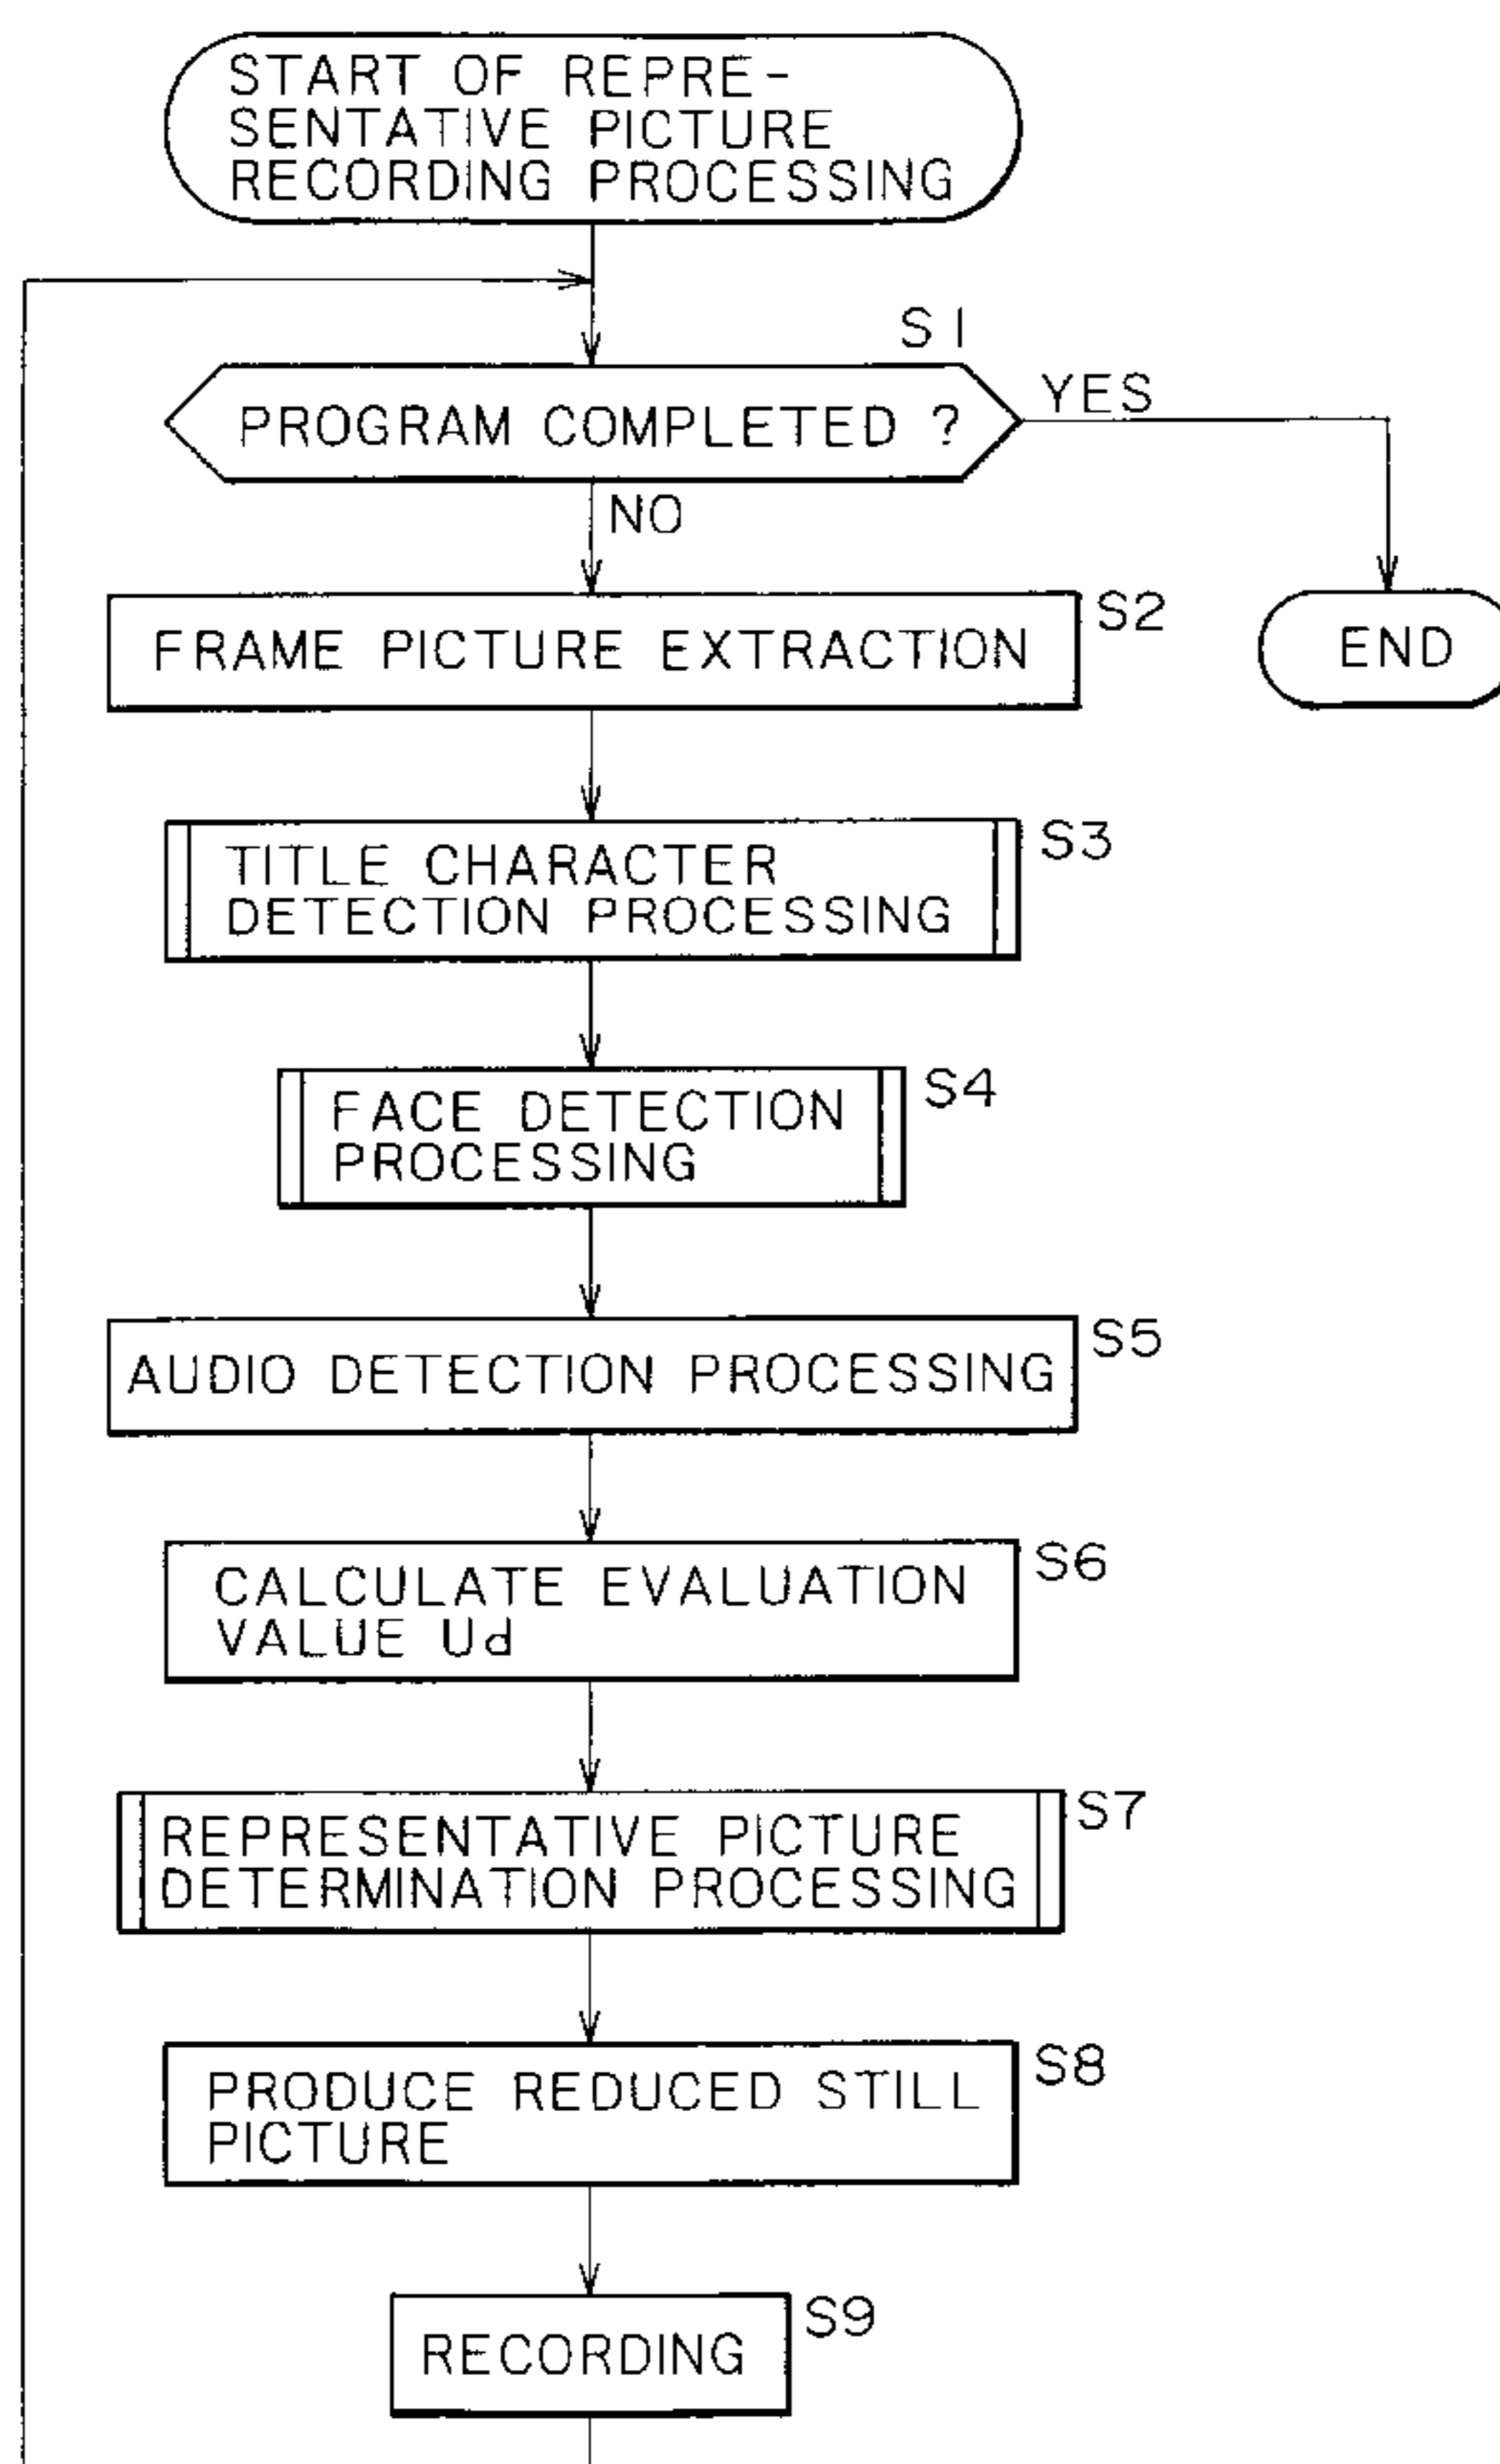 START OF REPRE-
SENTATIVE PICTURE
RECORDING PROCESSING
S1
PROGRAM COMPLETED ?
YES
NO
S2
FRAME PICTURE EXTRACTION
END
S3
TITLE CHARACTER
DETECTION PROCESSING
S4
FACE DETECTION
PROCESSING
S5
AUDIO DETECTION PROCESSING
S6
CALCULATE EVALUATION
VALUE Ud
S7
REPRESENTATIVE PICTURE
DETERMINATION PROCESSING
S8
PRODUCE REDUCED STILL
PICTURE
S9
RECORDING